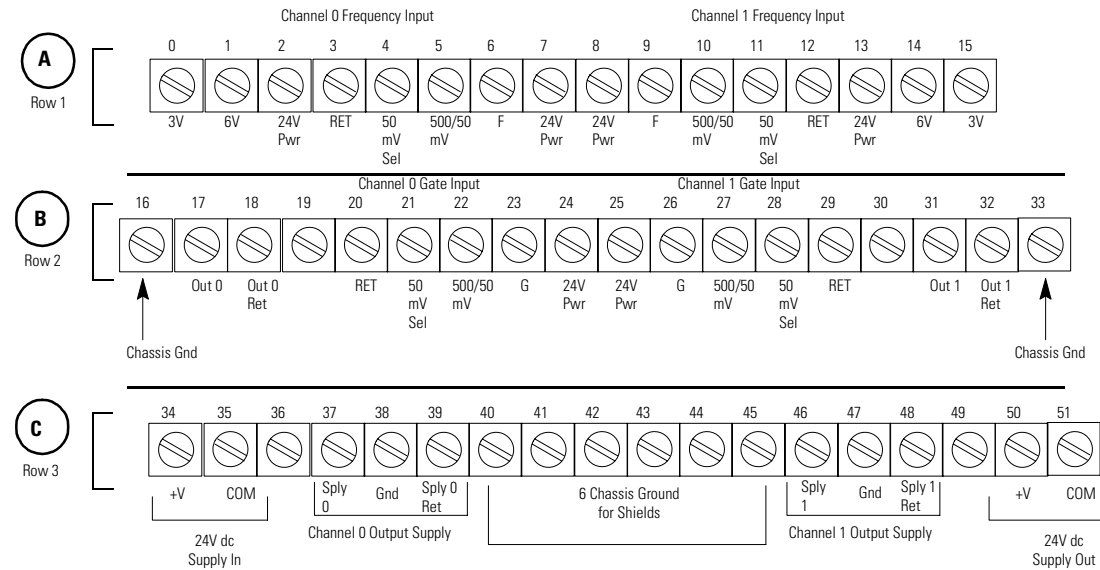 Channel 0 Frequency Input Channel 1 Frequency Input
A
Row 1
0 1 2 3 4 5 6 7 8 9 10 11 12 13 14 15
3V 6V 24V RET 50 500/50 F 24V 24V F 500/50 50 RET 24V 6V 3V
Pwr mV mV Pwr Pwr mV mV Pwr
Sel Sel
Channel 0 Gate Input Channel 1 Gate Input
B
Row 2
16 17 18 19 20 21 22 23 24 25 26 27 28 29 30 31 32 33
Out 0 Out 0 RET 50 500/50 G 24V 24V G 500/50 50 RET Out 1 Out 1
Ret mV mV Pwr Pwr mV mV Ret
Sel Sel
Chassis Gnd Chassis Gnd
C
Row 3
34 35 36 37 38 39 40 41 42 43 44 45 46 47 48 49 50 51
+V COM Sply Gnd Sply 0 6 Chassis Ground Sply Gnd Sply 1 +V COM
0 Ret for Shields 1 Ret
Channel 0 Output Supply Channel 1 Output Supply
24V dc 24V dc
Supply In Supply Out